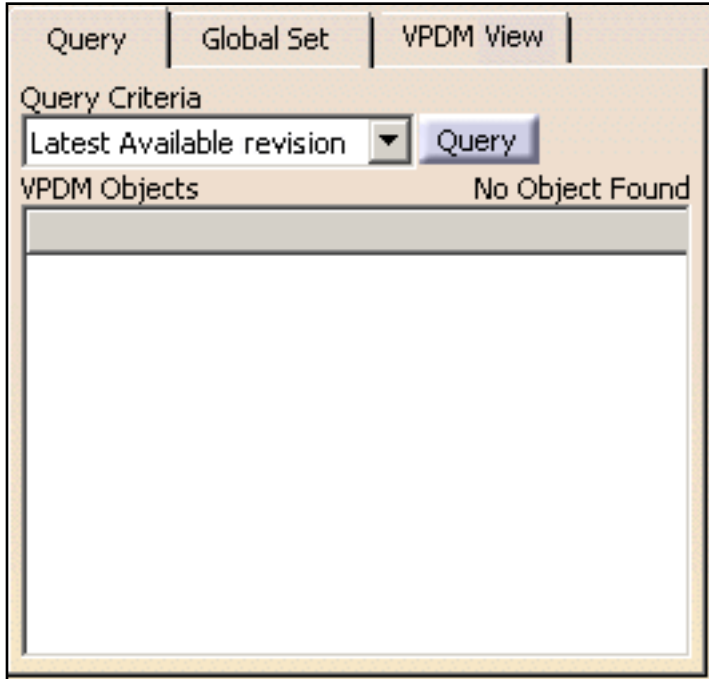 Query Global Set VPDM View
Query Criteria
Latest Available revision Query
VPDM Objects No Object Found